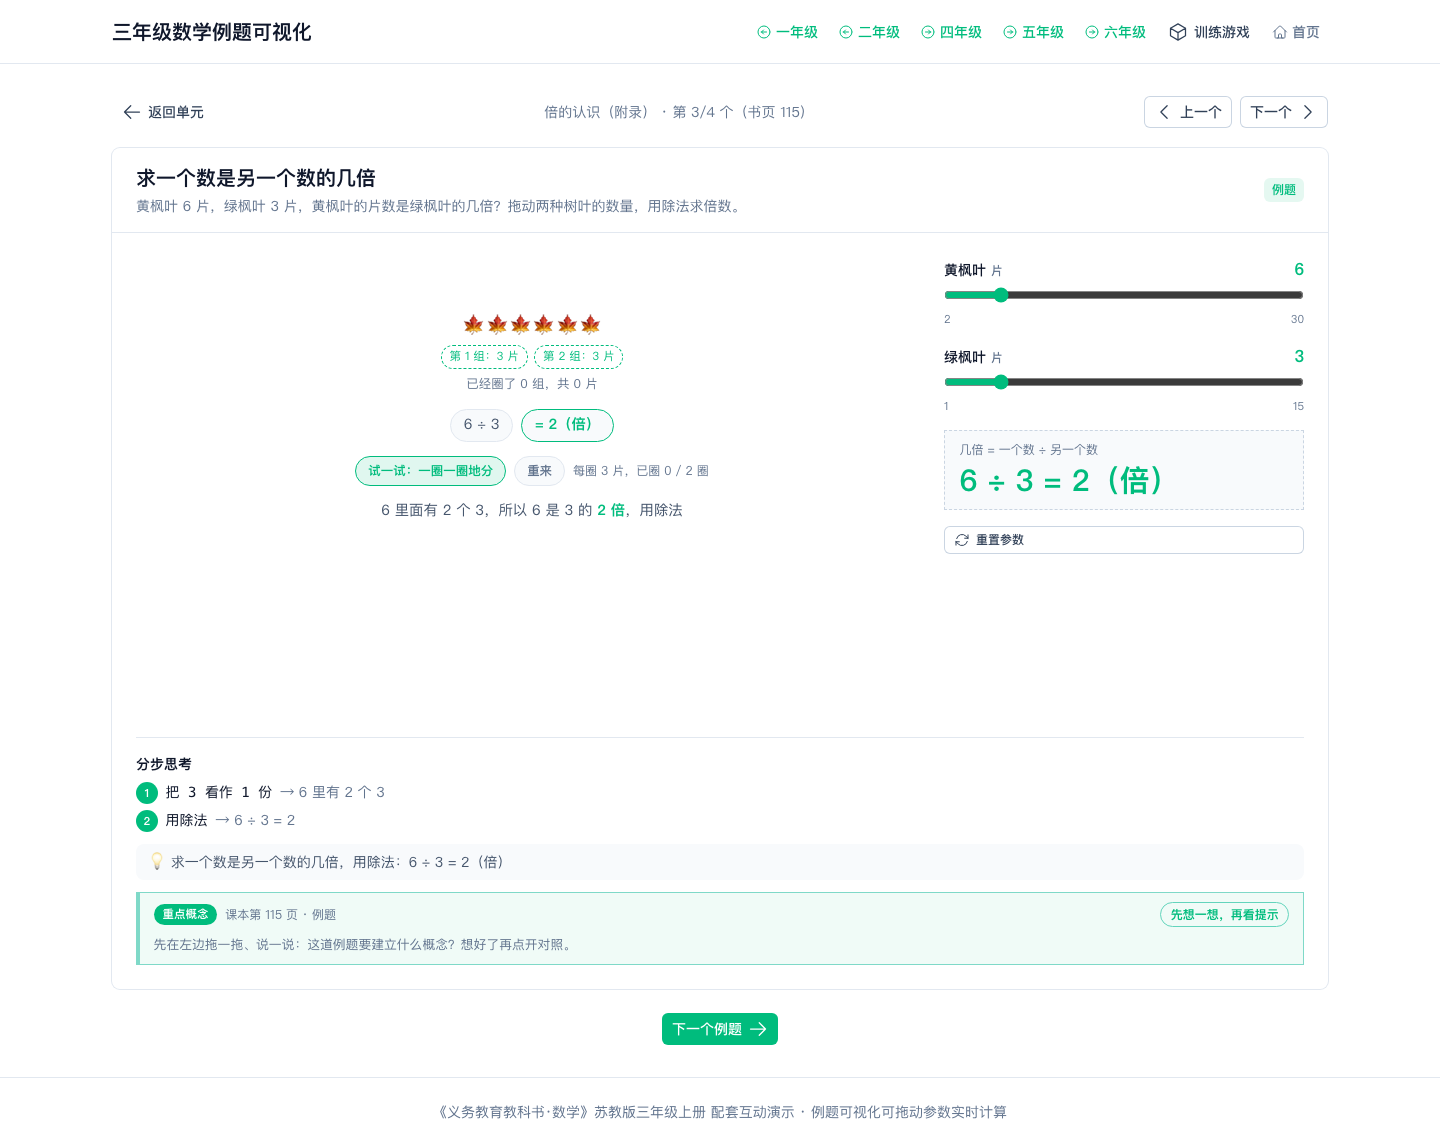 三年级数学例题可视化
一年级 二年级 四年级 五年级 六年级 训练游戏 首页
返回单元 倍的认识（附录） · 第 3/4 个（书页 115） 上一个 下一个
求一个数是另一个数的几倍
例题
黄枫叶 6 片，绿枫叶 3 片，黄枫叶的片数是绿枫叶的几倍？拖动两种树叶的数量，用除法求倍数。
第 1 组：3 片 第 2 组：3 片
已经圈了 0 组，共 0 片
6 ÷ 3 = 2（倍）
试一试：一圈一圈地分 重来 每圈 3 片，已圈 0 / 2 圈
6 里面有 2 个 3，所以 6 是 3 的 2 倍，用除法
黄枫叶 片 6
2 30
绿枫叶 片 3
1 15
几倍 = 一个数 ÷ 另一个数
6 ÷ 3 = 2（倍）
重置参数
分步思考
1 把 3 看作 1 份 → 6 里有 2 个 3
2 用除法 → 6 ÷ 3 = 2
求一个数是另一个数的几倍，用除法：6 ÷ 3 = 2（倍）
重点概念 课本第 115 页 · 例题 先想一想，再看提示
先在左边拖一拖、说一说：这道例题要建立什么概念？想好了再点开对照。
下一个例题 →
《义务教育教科书·数学》苏教版三年级上册 配套互动演示 · 例题可视化可拖动参数实时计算